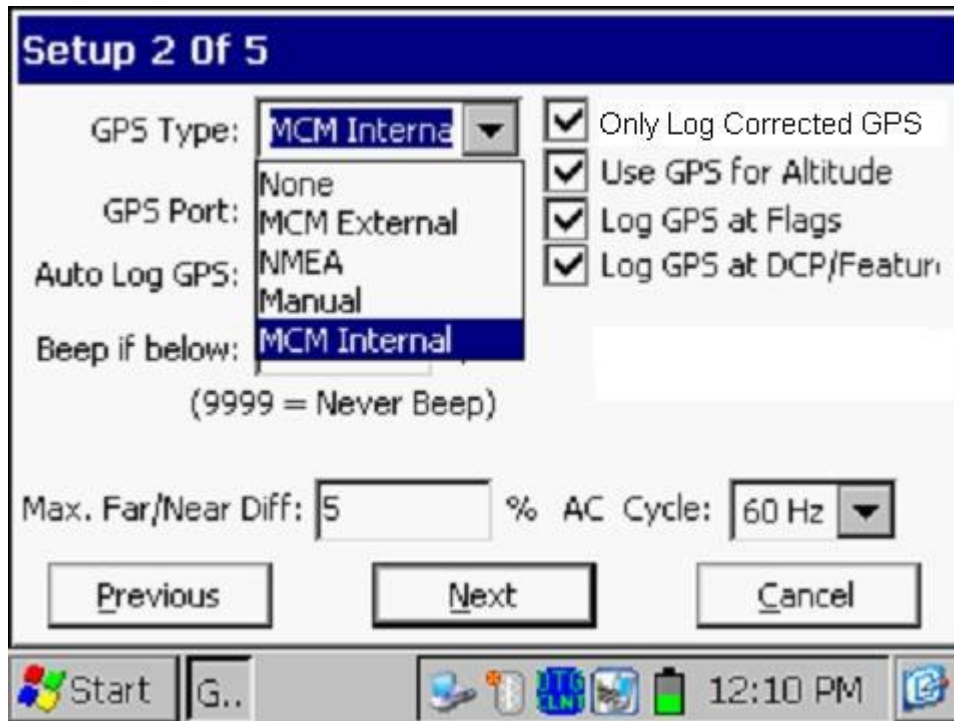 Setup 2 Of 5
GPS Type: MCM Interna
None
MCM External
NMEA
Manual
MCM Internal
GPS Port:
Auto Log GPS:
Beep if below:
(9999 = Never Beep)
Only Log Corrected GPS
Use GPS for Altitude
Log GPS at Flags
Log GPS at DCP/Featur
Max. Far/Near Diff: 5 % AC Cycle: 60 Hz
Previous Next Cancel
Start G.. 12:10 PM